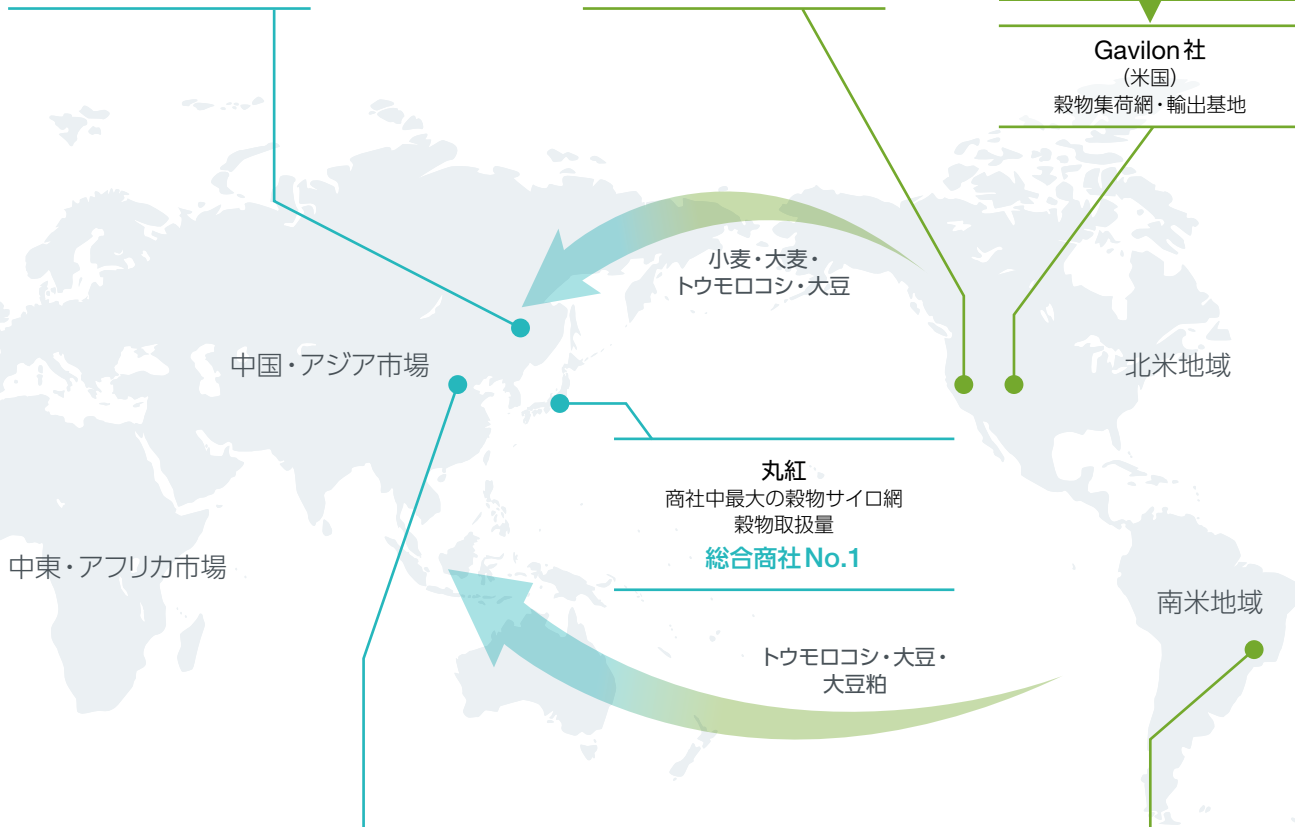 Gavilon社
（米国）
穀物集荷網・輸出基地
小麦・大麦・
トウモロコシ・大豆
中国・アジア市場
北米地域
丸紅
商社中最大の穀物サイロ網
穀物取扱量
総合商社No.1
中東・アフリカ市場
南米地域
トウモロコシ・大豆・
大豆粕